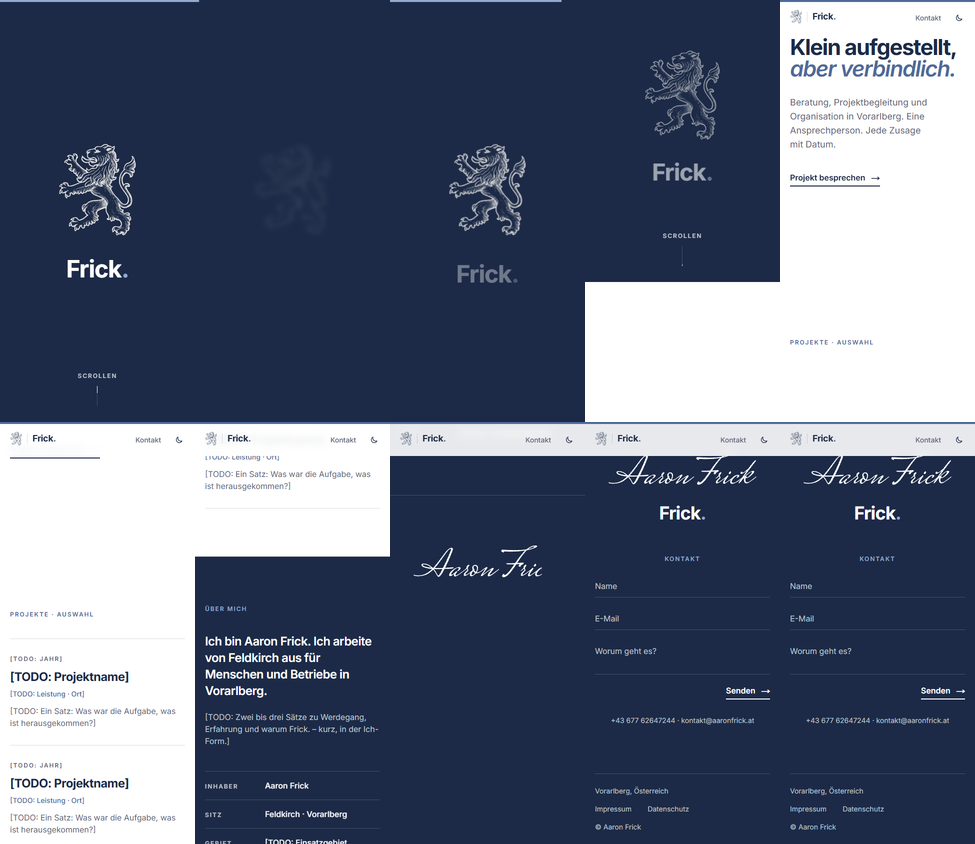 Frick.
SCROLLEN
Frick.
Frick.
SCROLLEN
Frick.
Kontakt
Klein aufgestellt,
aber verbindlich.
Beratung, Projektbegleitung und
Organisation in Vorarlberg. Eine
Ansprechperson. Jede Zusage
mit Datum.
Projekt besprechen →
PROJEKTE · AUSWAHL
Frick.
Kontakt
PROJEKTE · AUSWAHL
[TODO: JAHR]
[TODO: Projektname]
[TODO: Leistung · Ort]
[TODO: Ein Satz: Was war die Aufgabe, was
ist herausgekommen?]
[TODO: JAHR]
[TODO: Projektname]
[TODO: Leistung · Ort]
[TODO: Ein Satz: Was war die Aufgabe, was
ist herausgekommen?]
Frick.
Kontakt
[TODO: Leistung · Ort]
[TODO: Ein Satz: Was war die Aufgabe, was
ist herausgekommen?]
ÜBER MICH
Ich bin Aaron Frick. Ich arbeite
von Feldkirch aus für
Menschen und Betriebe in
Vorarlberg.
[TODO: Zwei bis drei Sätze zu Werdegang,
Erfahrung und warum Frick. – kurz, in der Ich-
Form.]
INHABER Aaron Frick
SITZ Feldkirch · Vorarlberg
GEBIET [TODO: Einsatzgebiet
Frick.
Kontakt
Aaron Fric
Frick.
Kontakt
Aaron Frick
Frick.
KONTAKT
Name
E-Mail
Worum geht es?
Senden →
+43 677 62647244 · kontakt@aaronfrick.at
Vorarlberg, Österreich
Impressum Datenschutz
© Aaron Frick
Frick.
Kontakt
Aaron Frick
Frick.
KONTAKT
Name
E-Mail
Worum geht es?
Senden →
+43 677 62647244 · kontakt@aaronfrick.at
Vorarlberg, Österreich
Impressum Datenschutz
© Aaron Frick